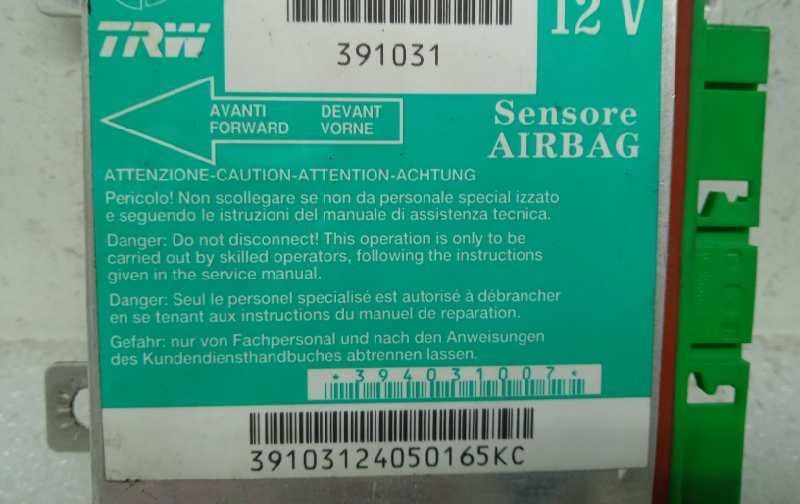 TRW
391031
12 V
AVANTI DEVANT
FORWARD VORNE
Sensore
AIRBAG
ATTENZIONE-CAUTION-ATTENTION-ACHTUNG
Pericolo! Non scollegare se non da personale special izzato
e seguendo le istruzioni del manuale di assistenza tecnica.
Danger: Do not disconnect! This operation is only to be
carried out by skilled operators, following the instructions
given in the service manual.
Danger: Seul le personel specialisé est autorisé à débrancher
en se tenant aux instructions du manuel de reparation.
Gefahr: nur von Fachpersonal und nach den Anweisungen
des Kundendiensthandbuches abtrennen lassen.
*394031007*
39103124050165KC